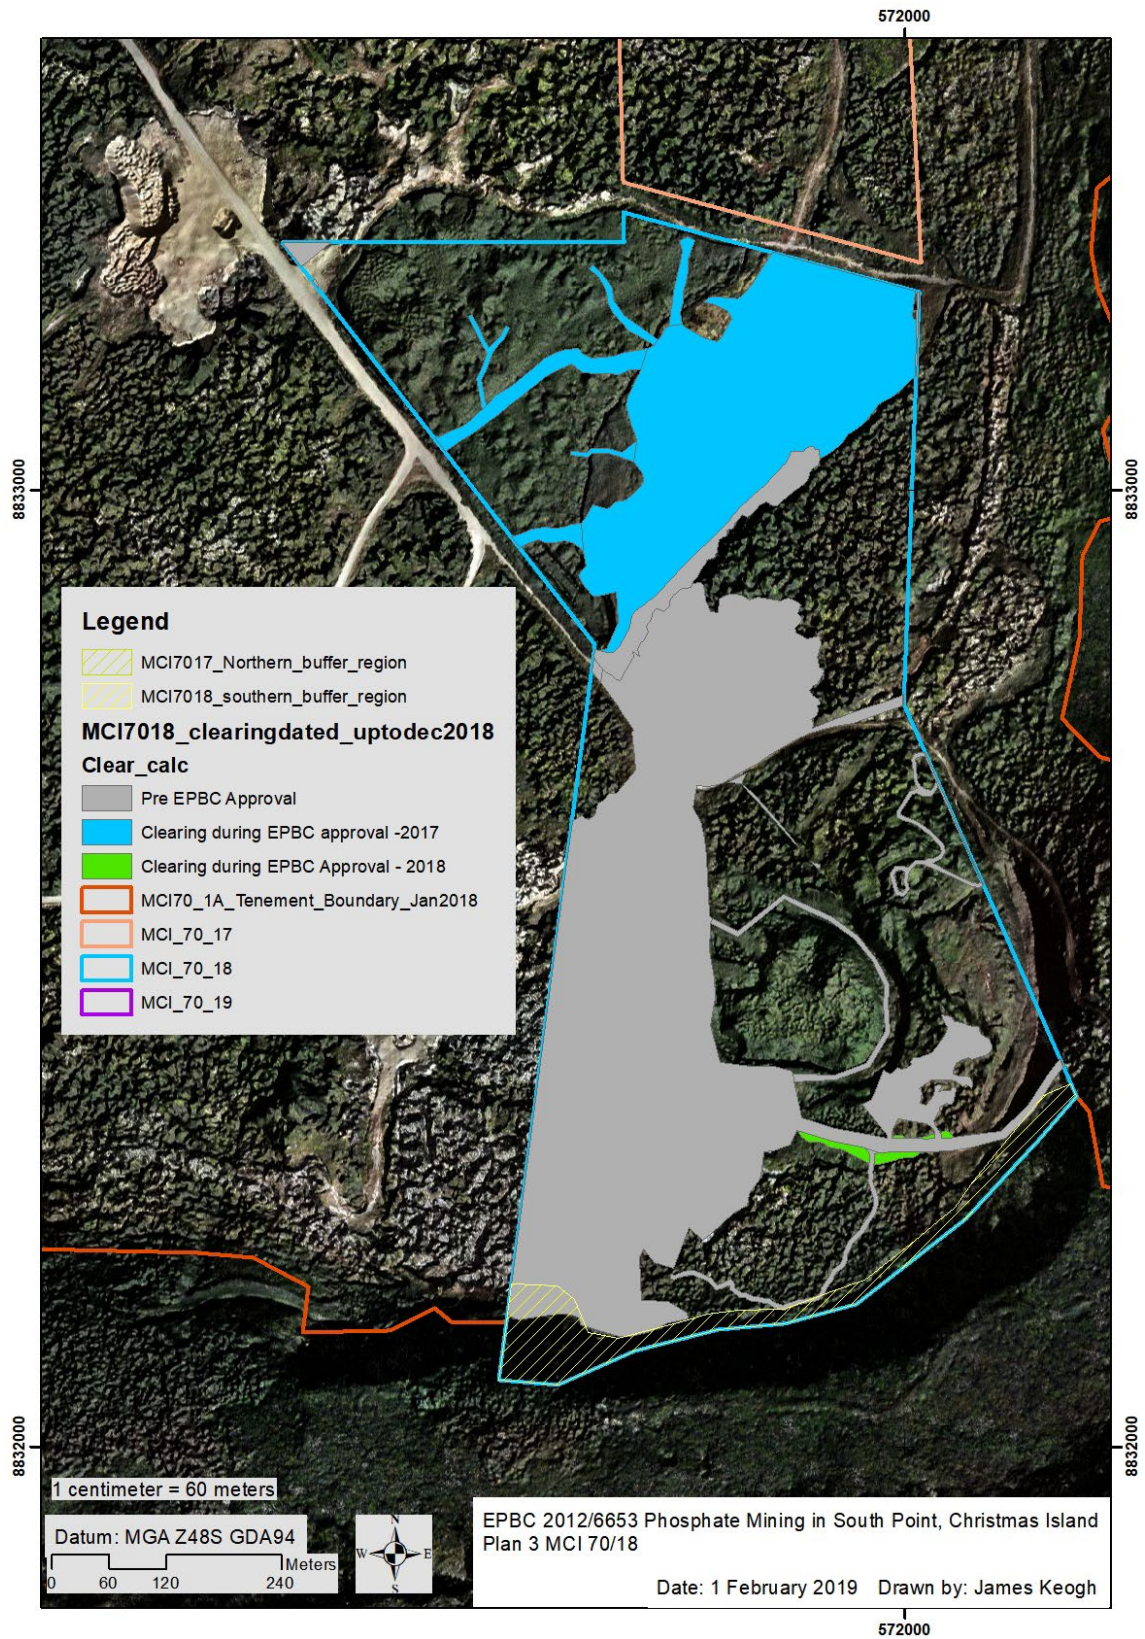 572000
8833000
8833000
Legend
MCI7017_Northern_buffer_region
MCI7018_southern_buffer_region
MCI7018_clearingdated_uptodec2018
Clear_calc
Pre EPBC Approval
Clearing during EPBC approval -2017
Clearing during EPBC Approval - 2018
MCI70_1A_Tenement_Boundary_Jan2018
MCI_70_17
MCI_70_18
MCI_70_19
8832000
8832000
1 centimeter = 60 meters
Datum: MGA Z48S GDA94
Meters
0 60 120 240
N
W E
S
EPBC 2012/6653 Phosphate Mining in South Point, Christmas Island
Plan 3 MCI 70/18
Date: 1 February 2019 Drawn by: James Keogh
572000